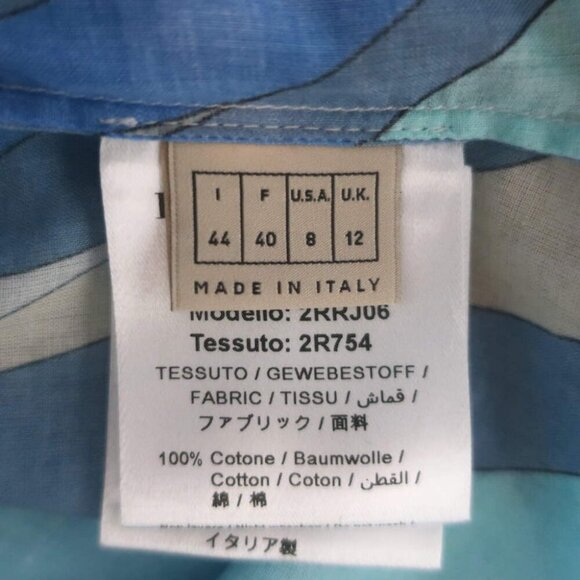 I F U.S.A. U.K.
44 40 8 12
MADE IN ITALY
Modello: 2RRJ06
Tessuto: 2R754
TESSUTO / GEWEBESTOFF /
FABRIC / TISSU / قماش /
ファブリック / 面料
100% Cotone / Baumwolle /
Cotton / Coton / القطن /
綿 / 棉
イタリア製